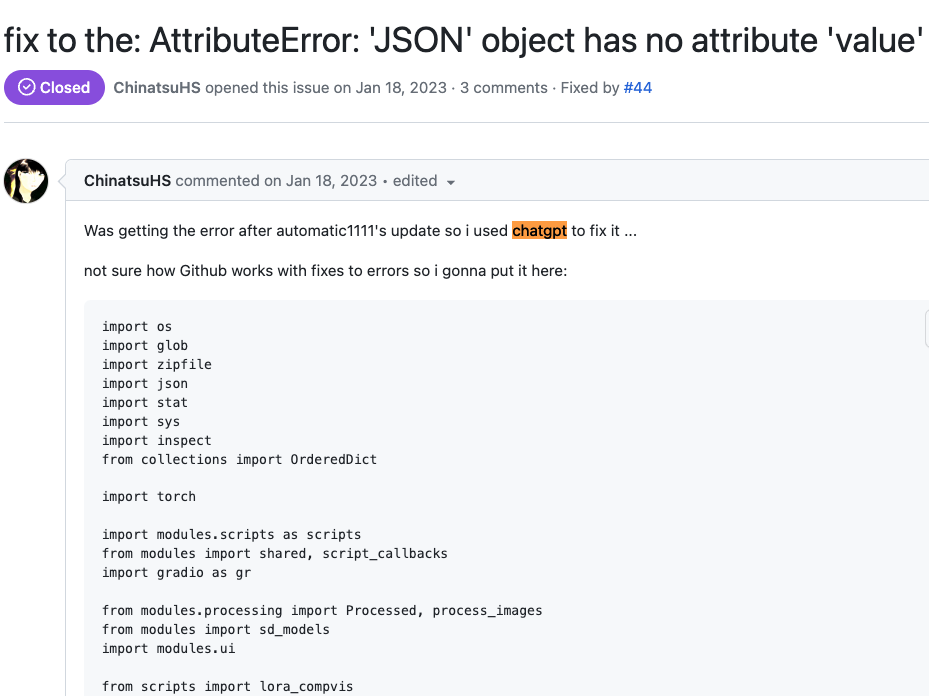 fix to the: AttributeError: 'JSON' object has no attribute 'value'
Closed ChinatsuHS opened this issue on Jan 18, 2023 · 3 comments · Fixed by #44
ChinatsuHS commented on Jan 18, 2023 • edited
Was getting the error after automatic1111's update so i used chatgpt to fix it ...
not sure how Github works with fixes to errors so i gonna put it here:
import os
import glob
import zipfile
import json
import stat
import sys
import inspect
from collections import OrderedDict
import torch
import modules.scripts as scripts
from modules import shared, script_callbacks
import gradio as gr
from modules.processing import Processed, process_images
from modules import sd_models
import modules.ui
from scripts import lora_compvis